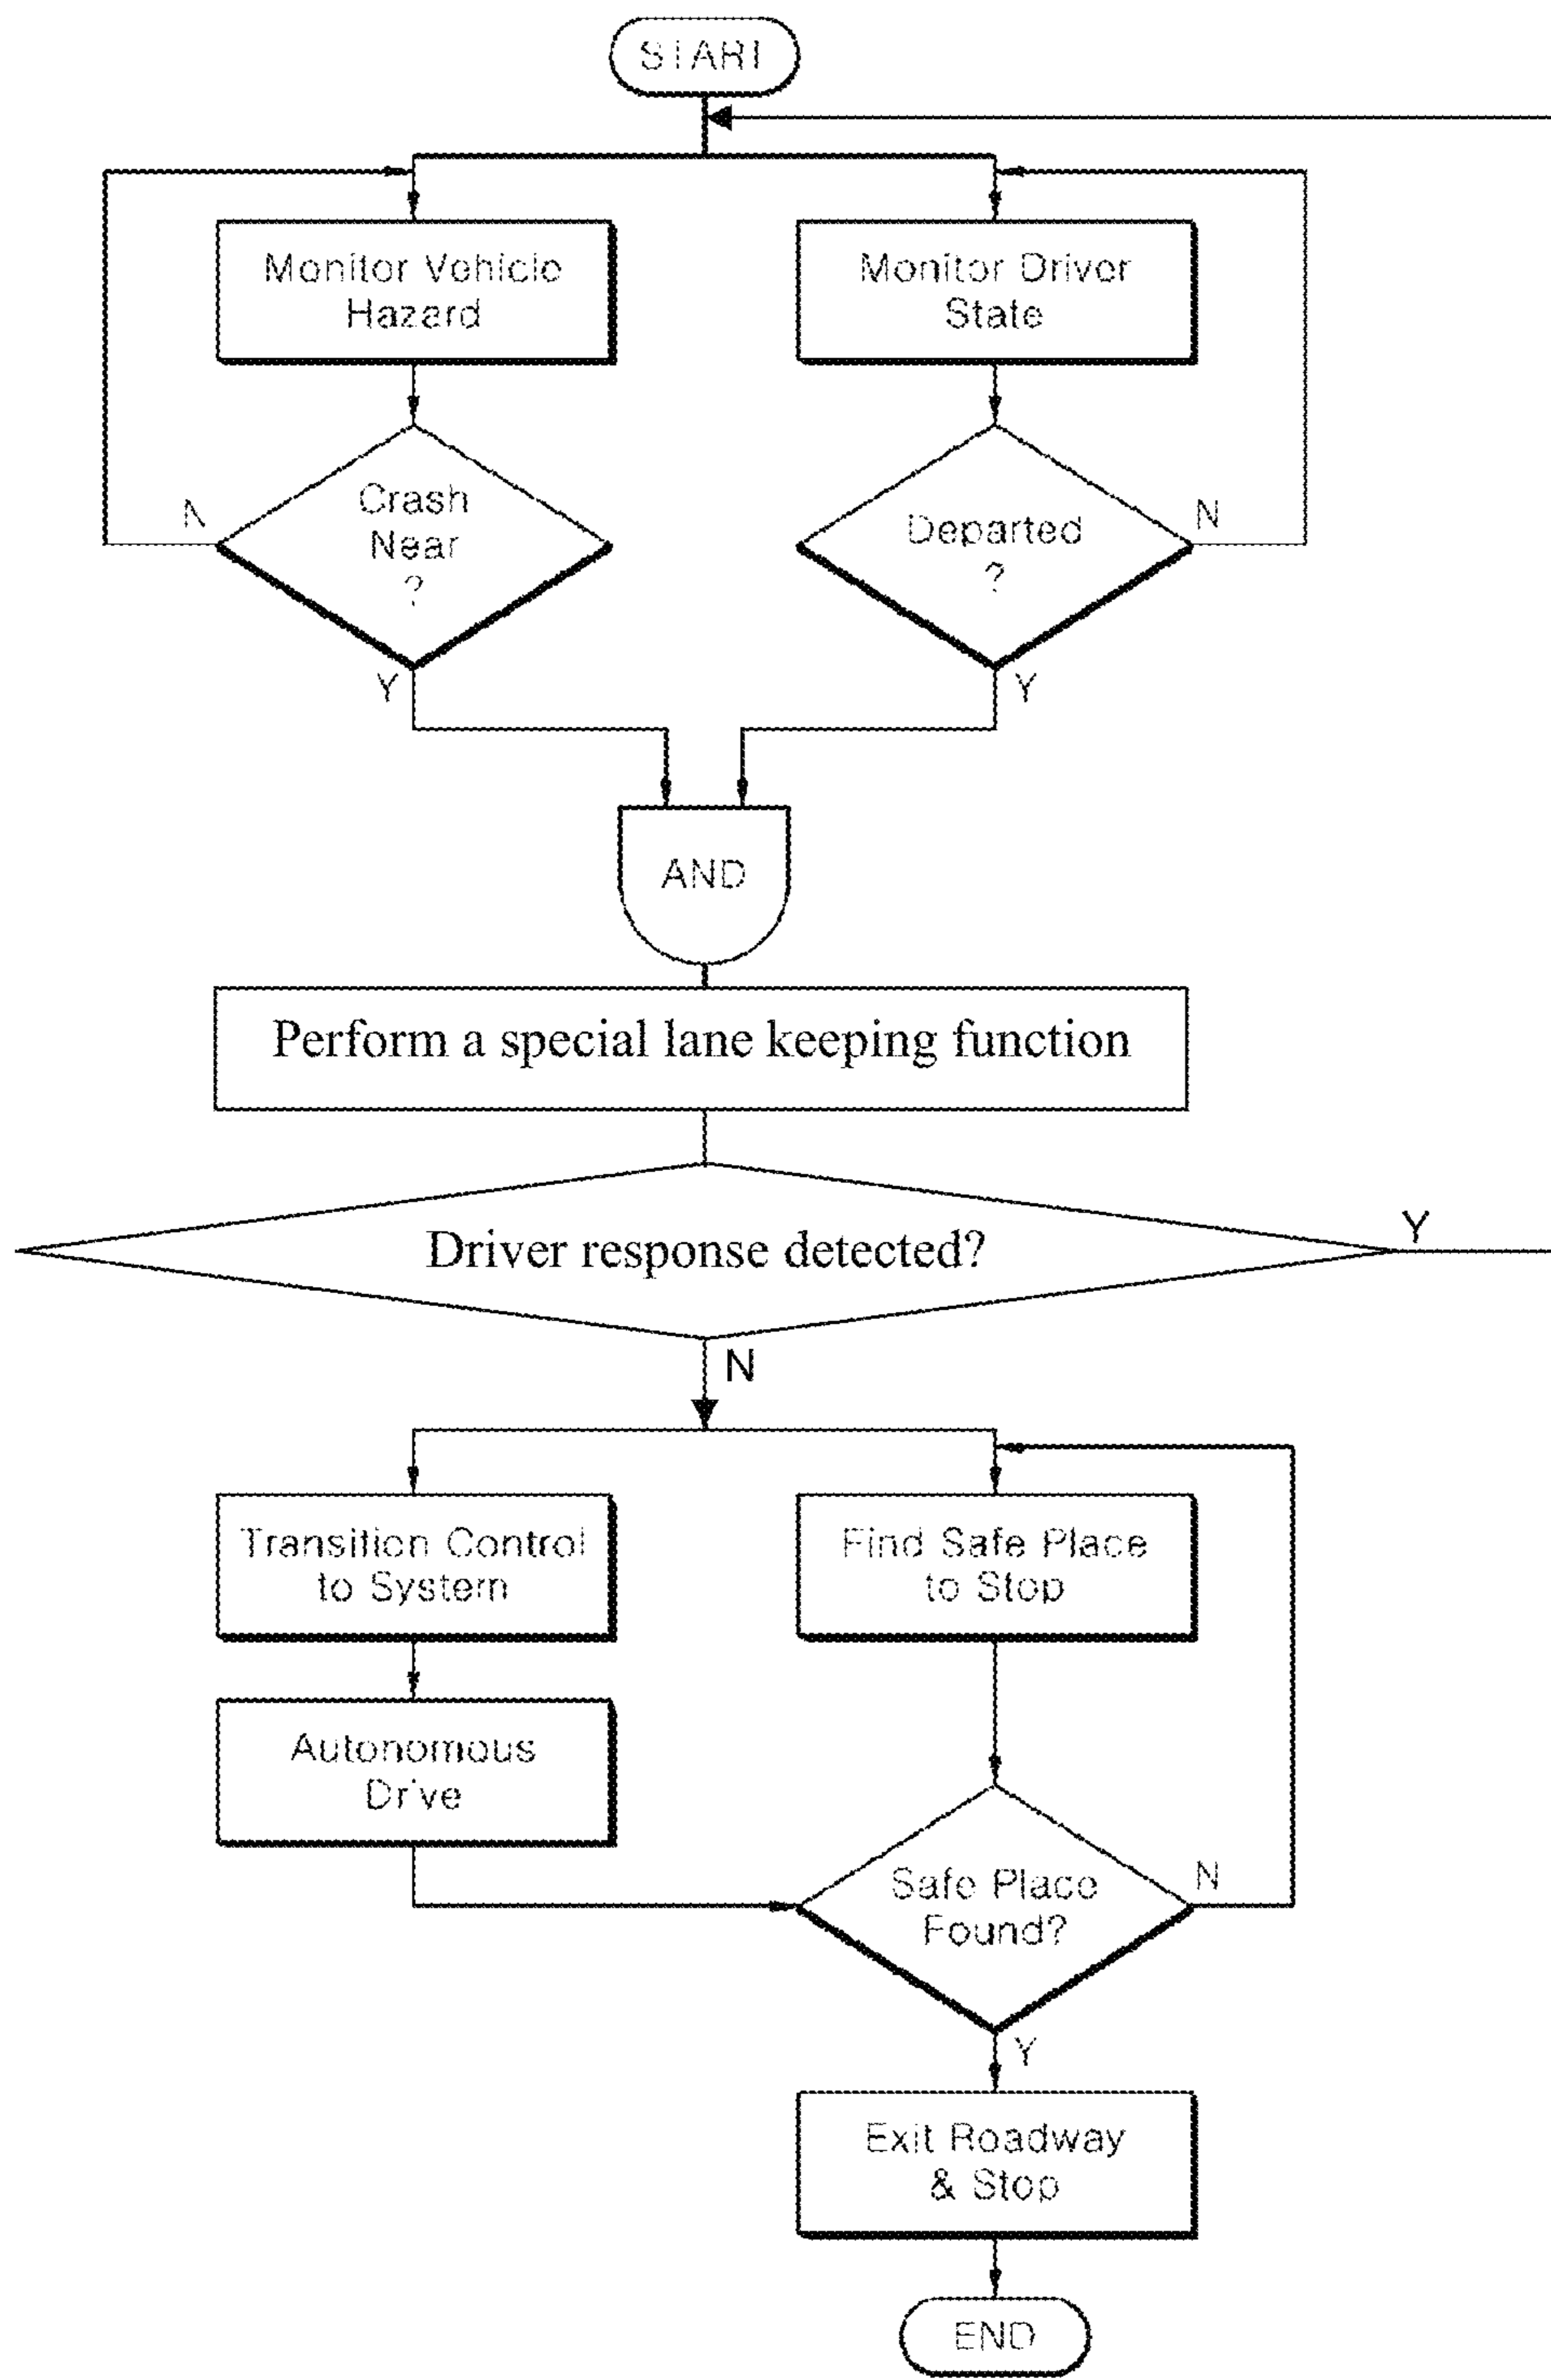 START
Monitor Vehicle
Hazard
Monitor Driver
State
Crash
Near
?
N
Y
Departed
?
N
Y
AND
Perform a special lane keeping function
Driver response detected?
Y
N
Transition Control
to System
Find Safe Place
to Stop
Autonomous
Drive
Safe Place
Found?
N
Y
Exit Roadway
& Stop
END